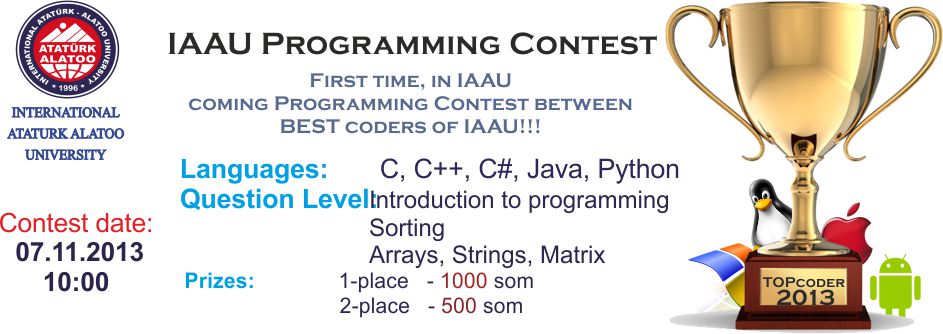 INTERNATIONAL ATATÜRK - ALATOO UNIVERSITY
ATATÜRK
ALATOO
* 1996 *
INTERNATIONAL
ATATURK ALATOO
UNIVERSITY
Contest date:
07.11.2013
10:00
IAAU PROGRAMMING CONTEST
FIRST TIME, IN IAAU
COMING PROGRAMMING CONTEST BETWEEN
BEST CODERS OF IAAU!!!
Languages: C, C++, C#, Java, Python
Question Level: Introduction to programming
Sorting
Arrays, Strings, Matrix
Prizes: 1-place - 1000 som
2-place - 500 som
TOPCODER
2013